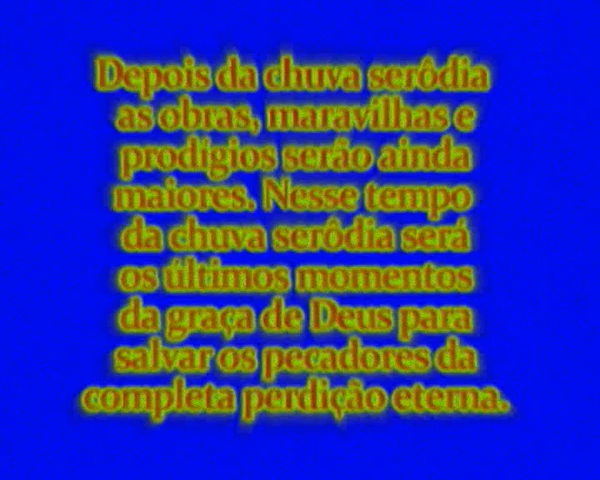 Depois da chuva serôdia
as obras, maravilhas e
prodígios serão ainda
maiores. Nesse tempo
da chuva serôdia será
os últimos momentos
da graça de Deus para
salvar os pecadores da
completa perdição eterna.